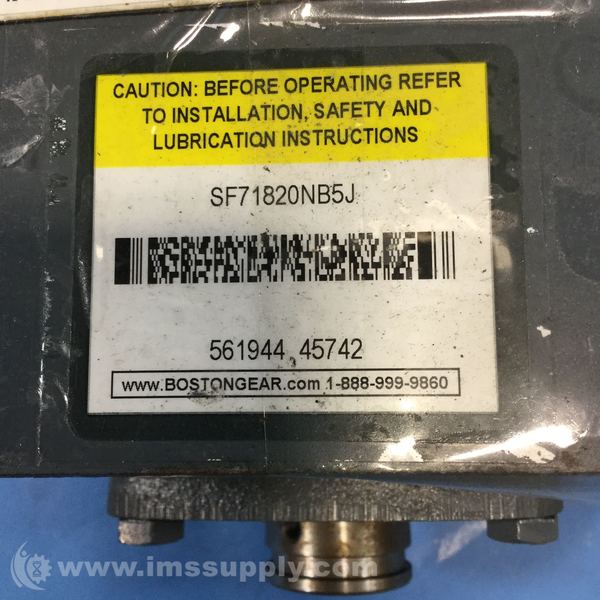 CAUTION: BEFORE OPERATING REFER
TO INSTALLATION, SAFETY AND
LUBRICATION INSTRUCTIONS
SF71820NB5J
561944 45742
www.BOSTONGEAR.com 1-888-999-9860
www.imssupply.com